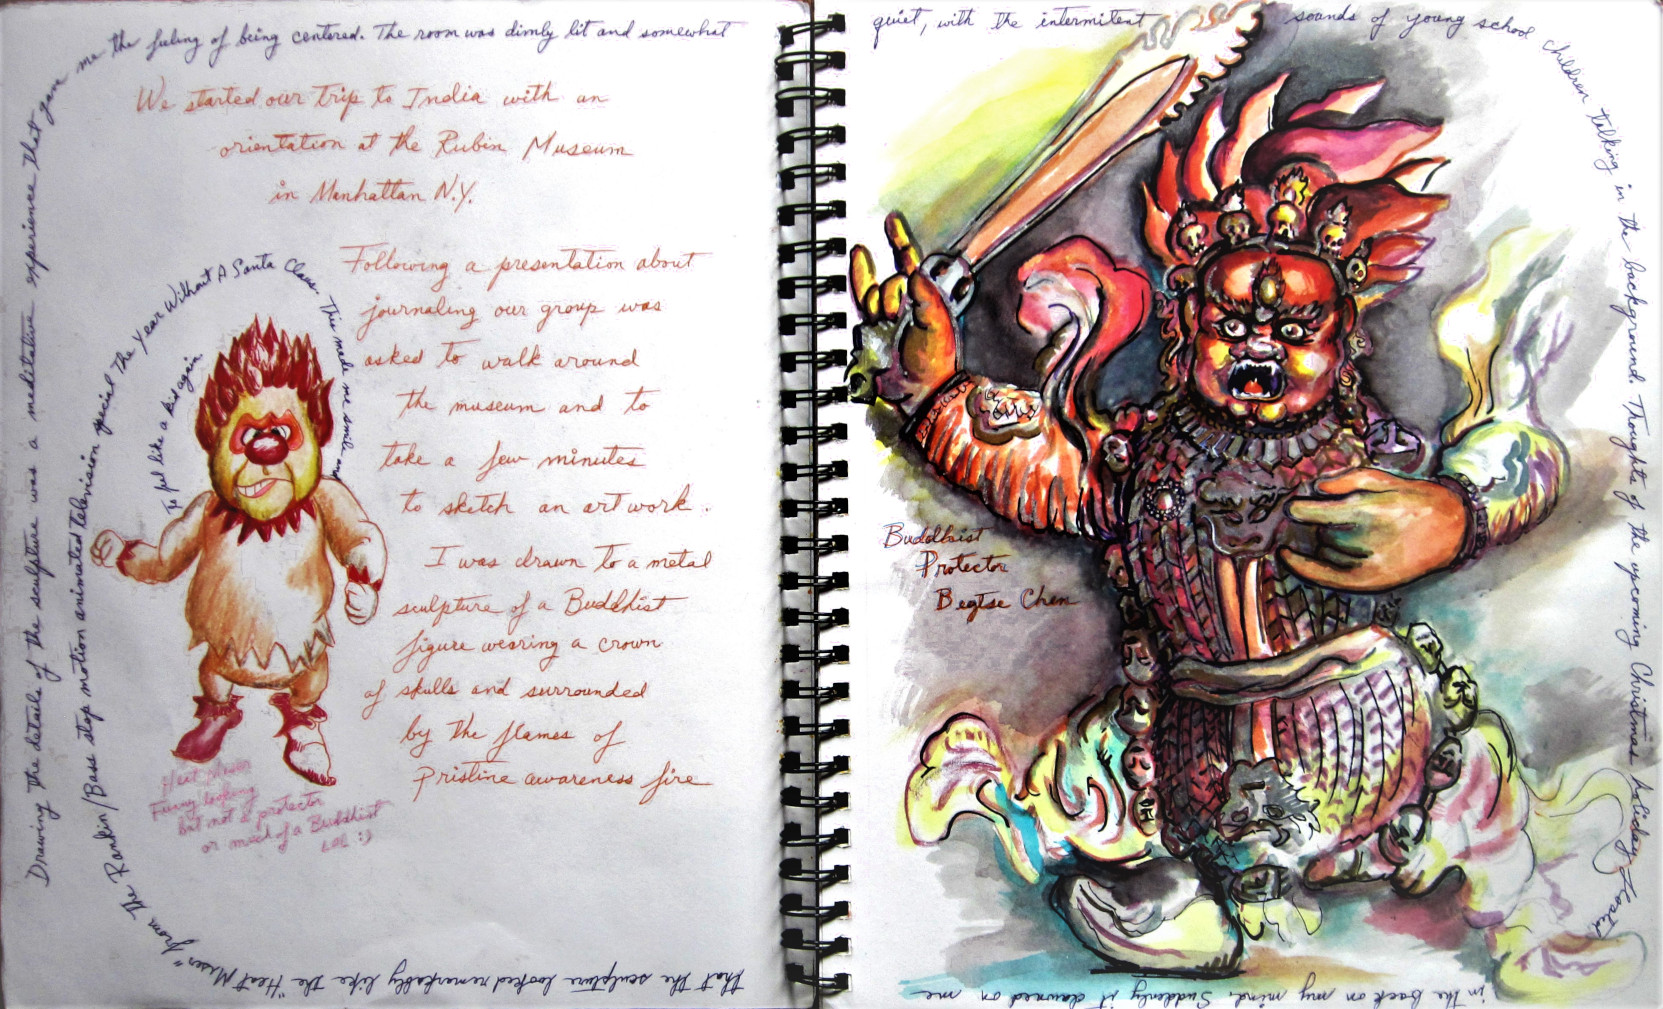 We started our trip to India with an
orientation at the Rubin Museum
in Manhattan N.Y.
Following a presentation about
journaling our group was
asked to walk around
the museum and to
take a few minutes
to sketch an art work.
I was drawn to a metal
sculpture of a Buddhist
figure wearing a crown
of skulls and surrounded
by the flames of
Pristine awareness fire
Drawing the details of the sculpture was a meditative experience that gave me the feeling of being centered. The room was dimly lit and somewhat
quiet, with the intermitent sounds of young school children talking in the background. Thoughts of the upcoming Christmas holiday floated
in the back on my mind. Suddenly it dawned on me
that the sculpture looked remarkably like the "Heat Miser" from The Rankin/Bass stop motion animated television special The Year Without A Santa Claus. This made me smile and
to feel like a kid again.
Heat Miser
Funny looking
but not a protector
or much of a Buddhist
LOL :)
Buddhist
Protector
Begtse Chen